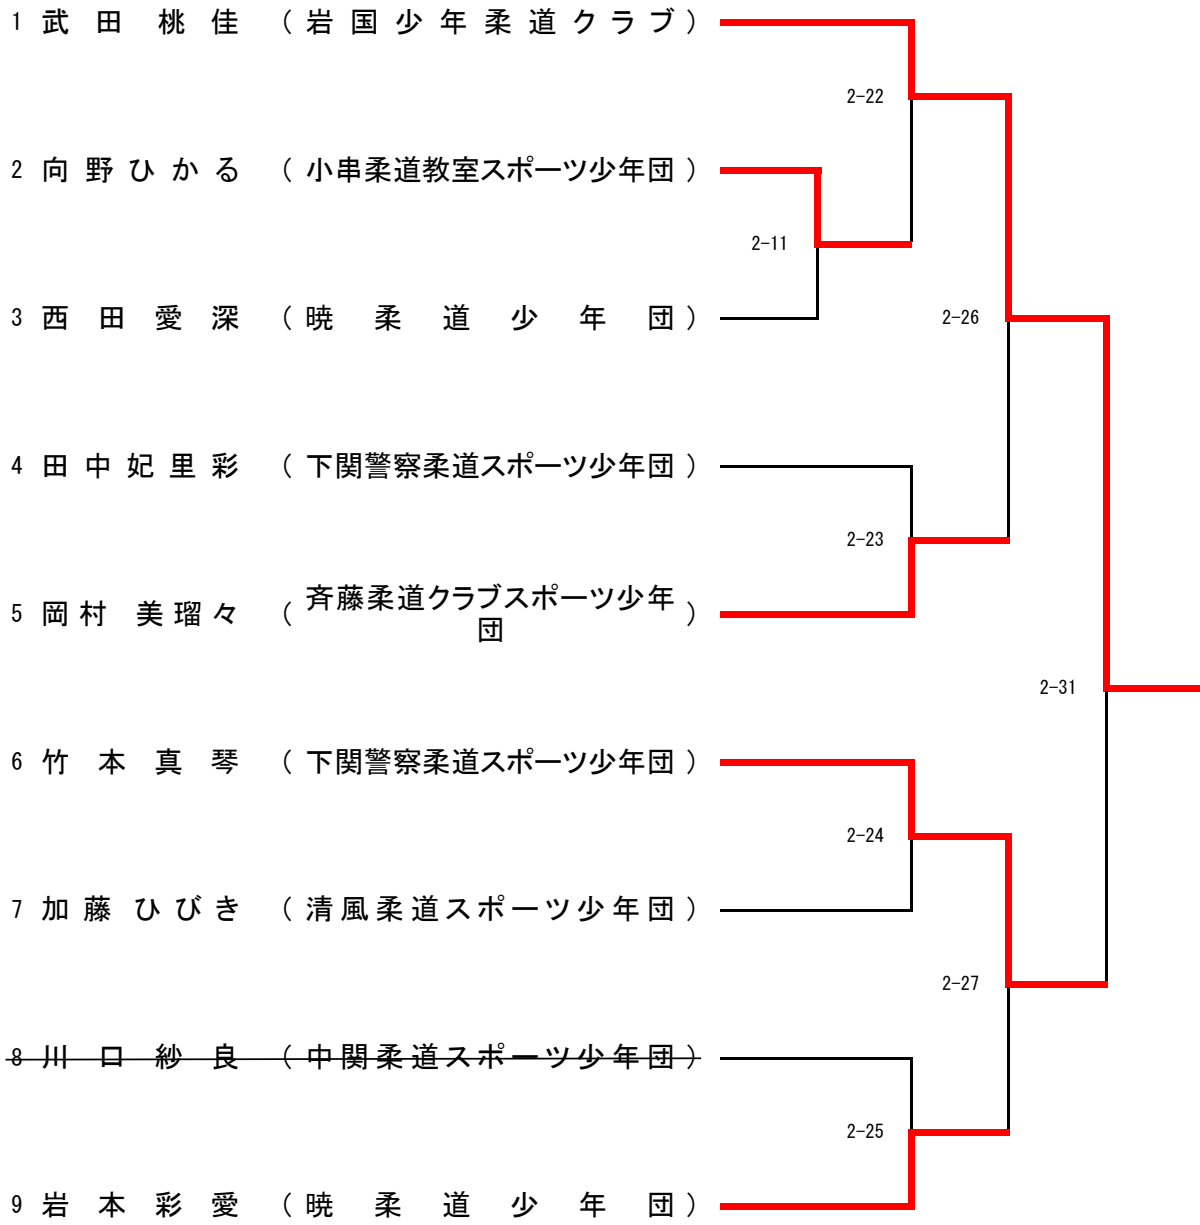 1 武田桃佳 （岩国少年柔道クラブ）
2-22
2 向野ひかる （小串柔道教室スポーツ少年団）
2-11
3 西田愛深 （暁柔道少年団）
2-26
4 田中妃里彩 （下関警察柔道スポーツ少年団）
2-23
5 岡村 美瑠々 （斉藤柔道クラブスポーツ少年
団）
2-31
6 竹本真琴 （下関警察柔道スポーツ少年団）
2-24
7 加藤ひびき （清風柔道スポーツ少年団）
2-27
8 川口紗良 （中関柔道スポーツ少年団）
2-25
9 岩本彩愛 （暁柔道少年団）